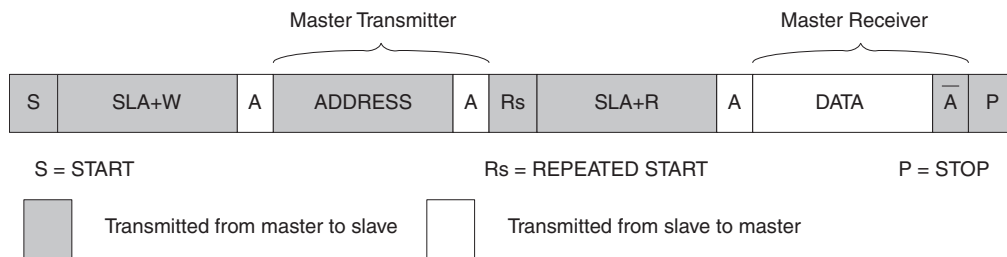 Master Transmitter Master Receiver
S SLA+W A ADDRESS A Rs SLA+R A DATA A̅ P
S = START Rs = REPEATED START P = STOP
Transmitted from master to slave Transmitted from slave to master